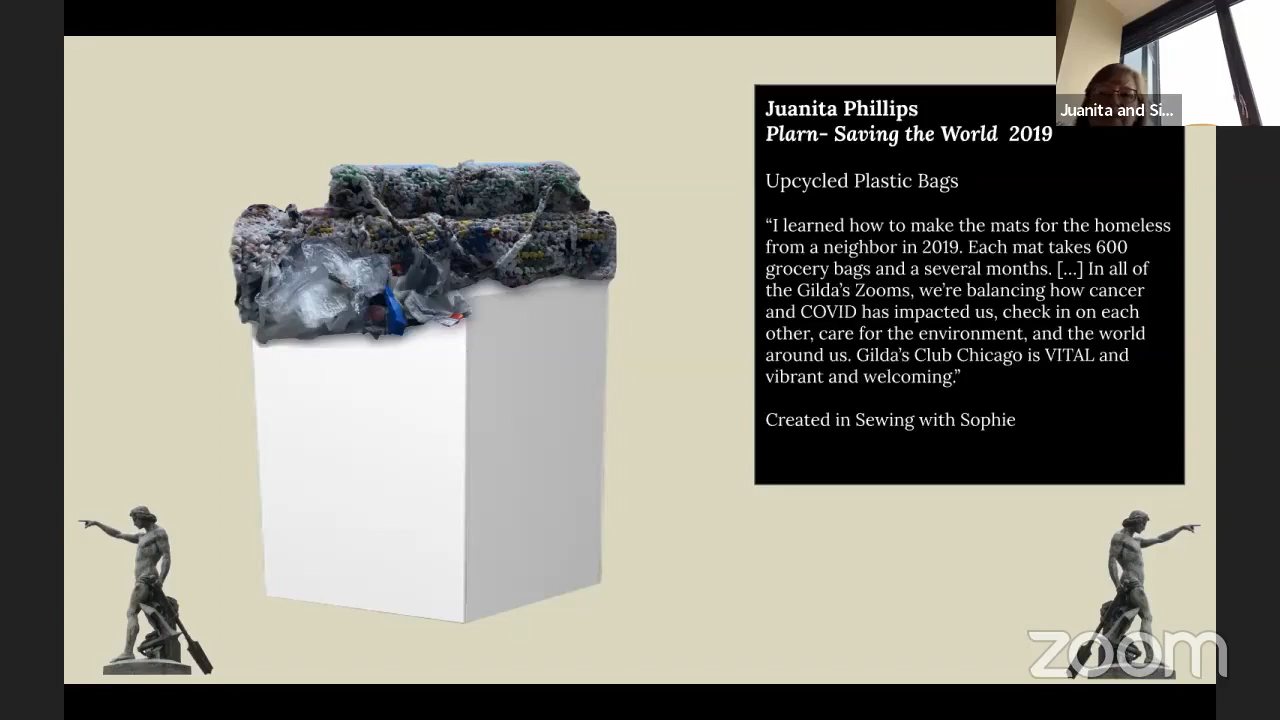 Juanita Phillips
Plarn- Saving the World 2019
Upcycled Plastic Bags
“I learned how to make the mats for the homeless
from a neighbor in 2019. Each mat takes 600
grocery bags and a several months. [...] In all of
the Gilda’s Zooms, we’re balancing how cancer
and COVID has impacted us, check in on each
other, care for the environment, and the world
around us. Gilda’s Club Chicago is VITAL and
vibrant and welcoming.”
Created in Sewing with Sophie
Juanita and Si...
zoom